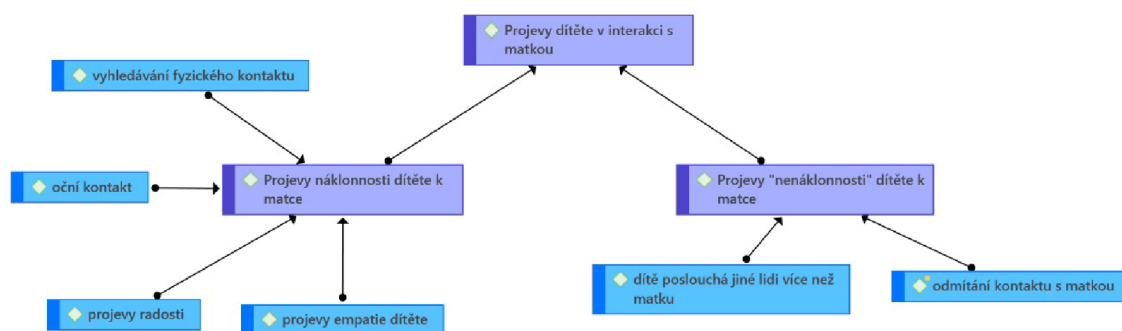 Projevy dítěte v interakci s
matkou
vyhledávání fyzického kontaktu
oční kontakt
Projevy náklonnosti dítěte k
matce
Projevy "nenáklonnosti" dítěte k
matce
projevy radosti
projevy empatie dítěte
dítě poslouchá jiné lidi více než
matku
odmítání kontaktu s matkou